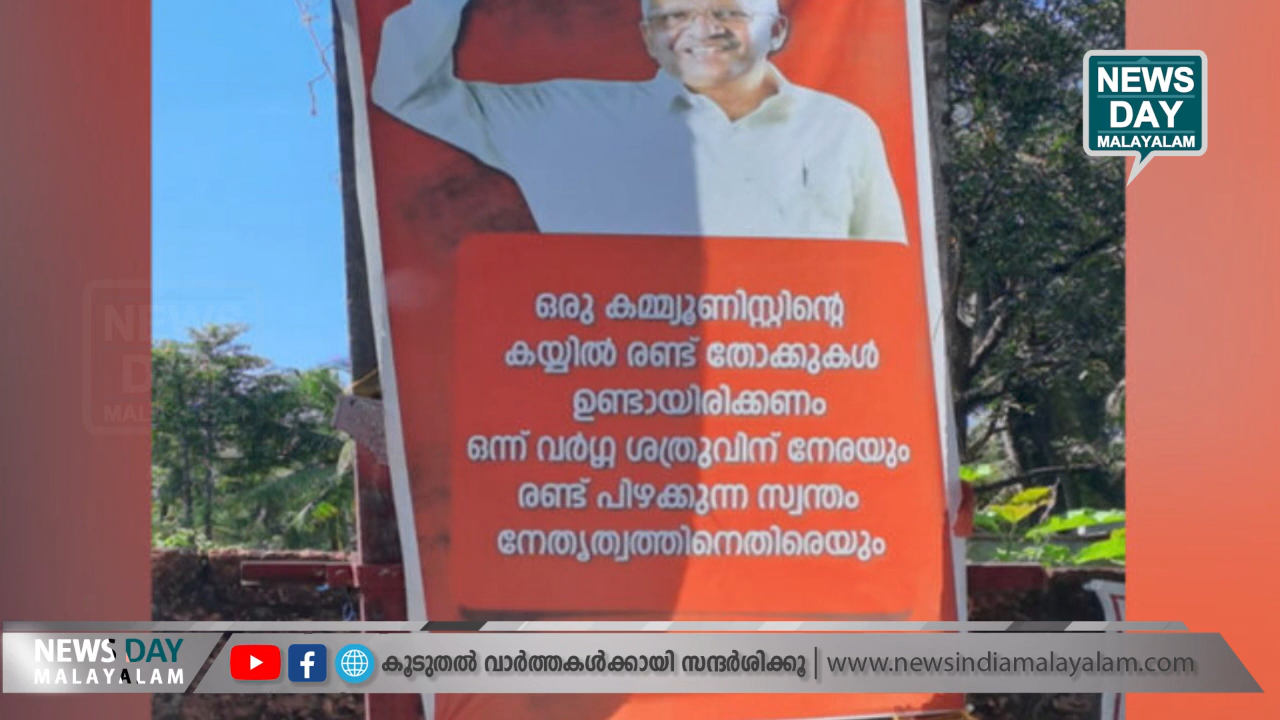 NEWS
DAY
MALAYALAM
ഒരു കമ്മ്യൂണിസ്റ്റിന്റെ
കയ്യിൽ രണ്ട് തോക്കുകൾ
ഉണ്ടായിരിക്കണം
ഒന്ന് വർഗ്ഗ ശത്രുവിന് നേരയും
രണ്ട് പിഴക്കുന്ന സ്വന്തം
നേതൃത്വത്തിനെതിരെയും
NEWS DAY
MALAYALAM
കൂടുതൽ വാർത്തകൾക്കായി സന്ദർശിക്കൂ | www.newsindiamalayalam.com